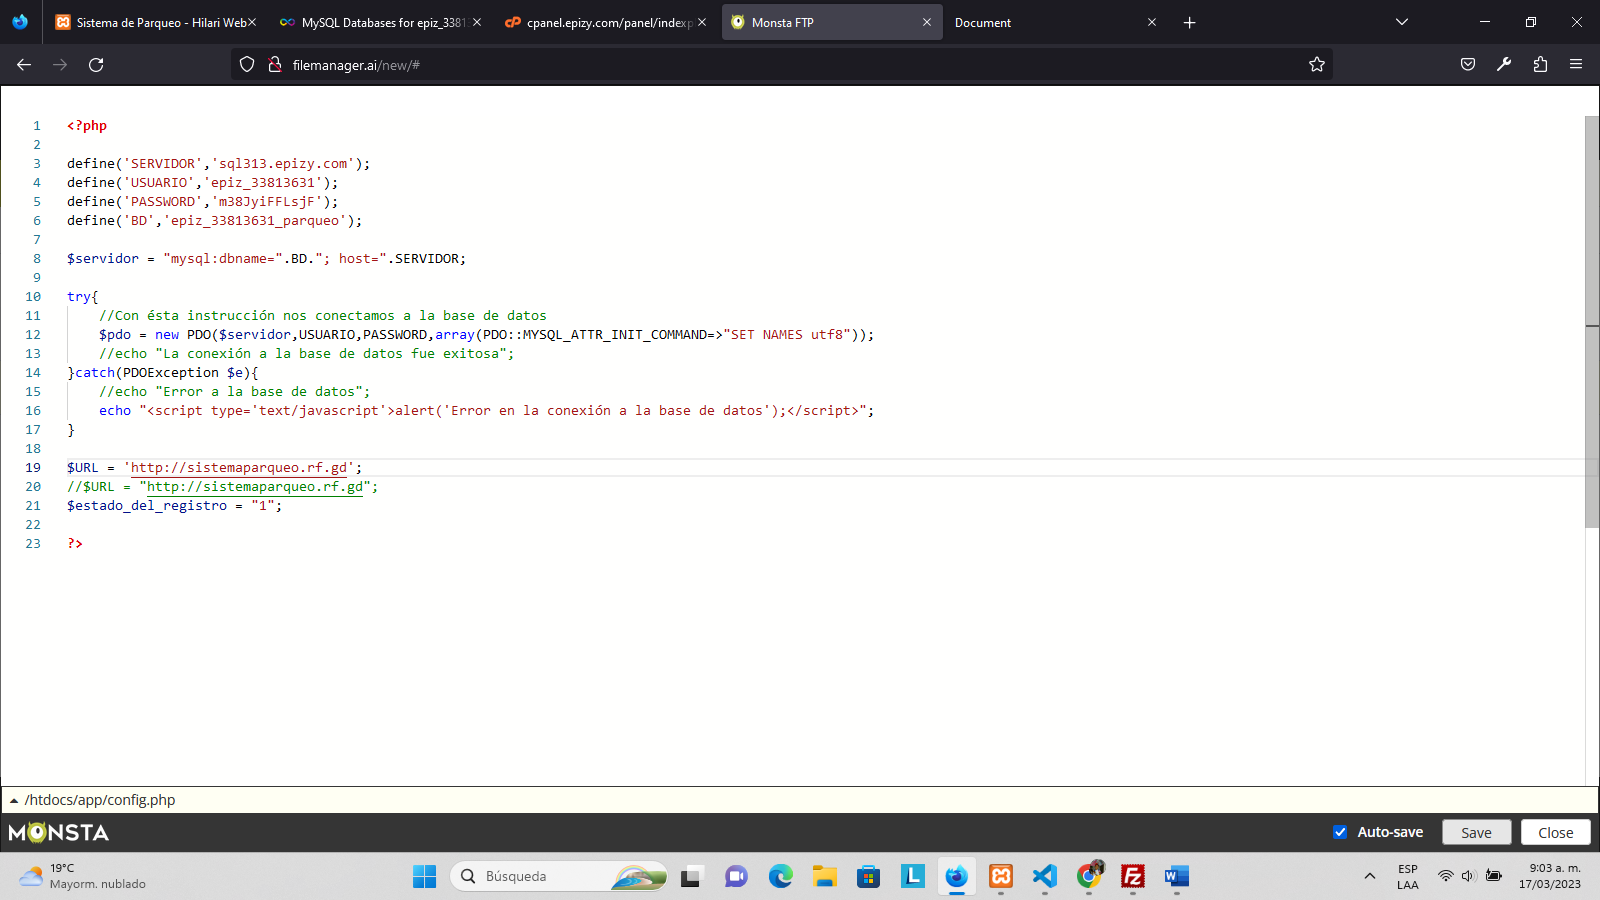 Sistema de Parqueo - Hilari Web
MySQL Databases for epiz_3381
cpanel.epizy.com/panel/indexp
Monsta FTP
Document
filemanager.ai/new/#
1 <?php
2
3 define('SERVIDOR','sql313.epizy.com');
4 define('USUARIO','epiz_33813631');
5 define('PASSWORD','m38JyiFFLsjF');
6 define('BD','epiz_33813631_parqueo');
7
8 $servidor = "mysql:dbname=".BD."; host=".SERVIDOR;
9
10 try{
11 //Con ésta instrucción nos conectamos a la base de datos
12 $pdo = new PDO($servidor,USUARIO,PASSWORD,array(PDO::MYSQL_ATTR_INIT_COMMAND=>"SET NAMES utf8"));
13 //echo "La conexión a la base de datos fue exitosa";
14 }catch(PDOException $e){
15 //echo "Error a la base de datos";
16 echo "<script type='text/javascript'>alert('Error en la conexión a la base de datos');</script>";
17 }
18
19 $URL = 'http://sistemaparqueo.rf.gd';
20 //$URL = "http://sistemaparqueo.rf.gd";
21 $estado_del_registro = "1";
22
23 ?>
/htdocs/app/config.php
MONSTA
Auto-save
Save
Close
19°C
Mayorm. nublado
Búsqueda
ESP
LAA
9:03 a. m.
17/03/2023